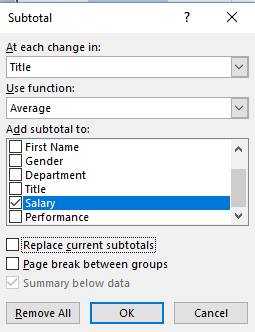 Subtotal ? ×
At each change in:
Title
Use function:
Average
Add subtotal to:
First Name
Gender
Department
Title
Salary
Performance
Replace current subtotals
Page break between groups
Summary below data
Remove All OK Cancel